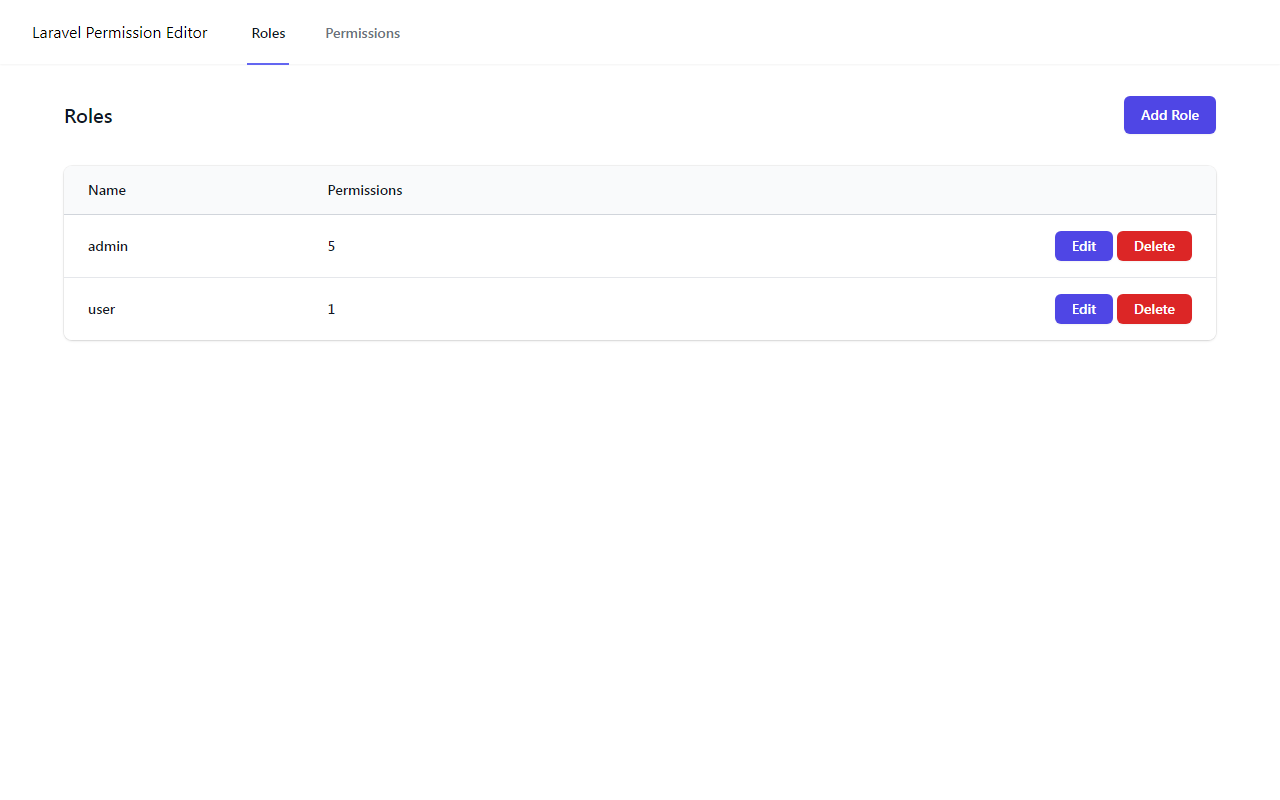 Laravel Permission Editor Roles Permissions
Roles Add Role
Name Permissions
admin 5 Edit Delete
user 1 Edit Delete